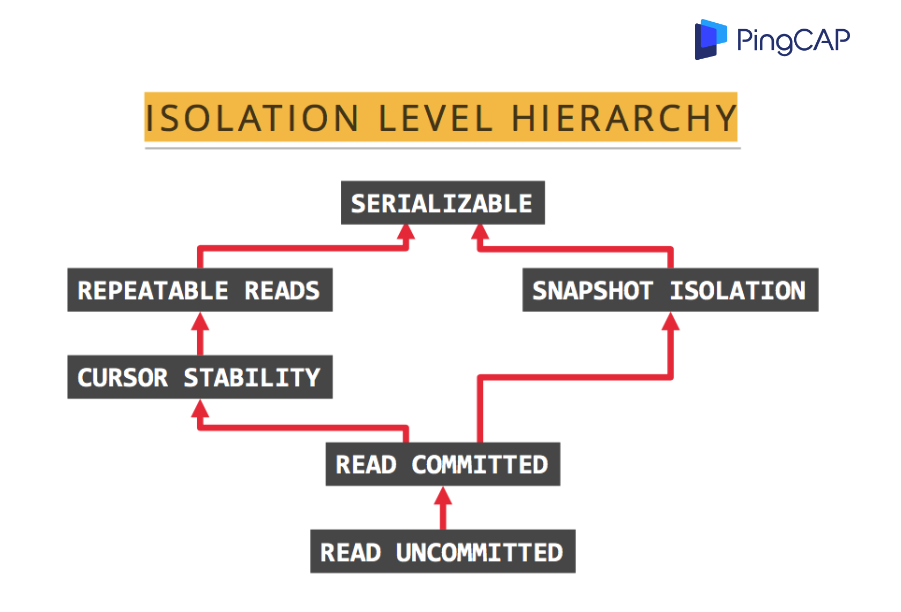 PingCAP
ISOLATION LEVEL HIERARCHY
SERIALIZABLE
REPEATABLE READS
SNAPSHOT ISOLATION
CURSOR STABILITY
READ COMMITTED
READ UNCOMMITTED